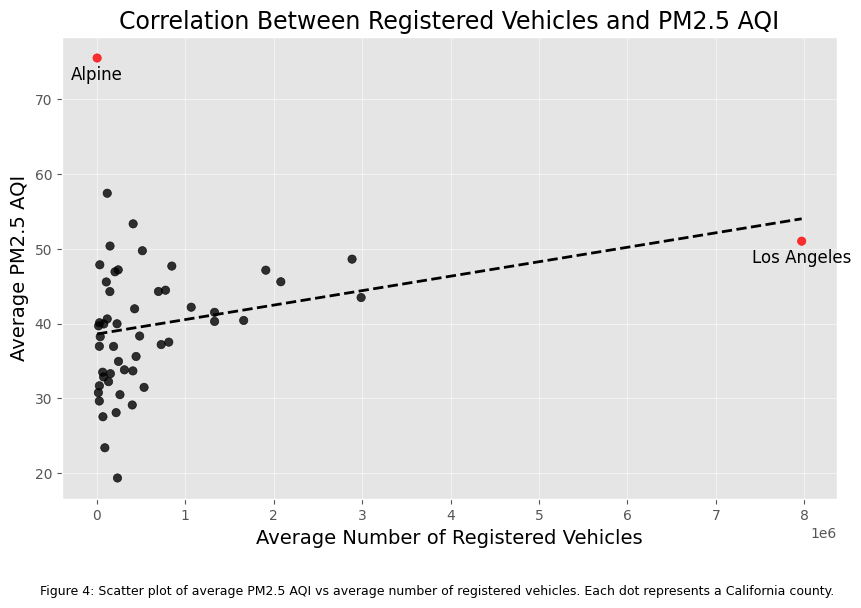 Correlation Between Registered Vehicles and PM2.5 AQI
Alpine
Los Angeles
Average PM2.5 AQI
70
60
50
40
30
20
0 1 2 3 4 5 6 7 8
1e6
Average Number of Registered Vehicles
Figure 4: Scatter plot of average PM2.5 AQI vs average number of registered vehicles. Each dot represents a California county.